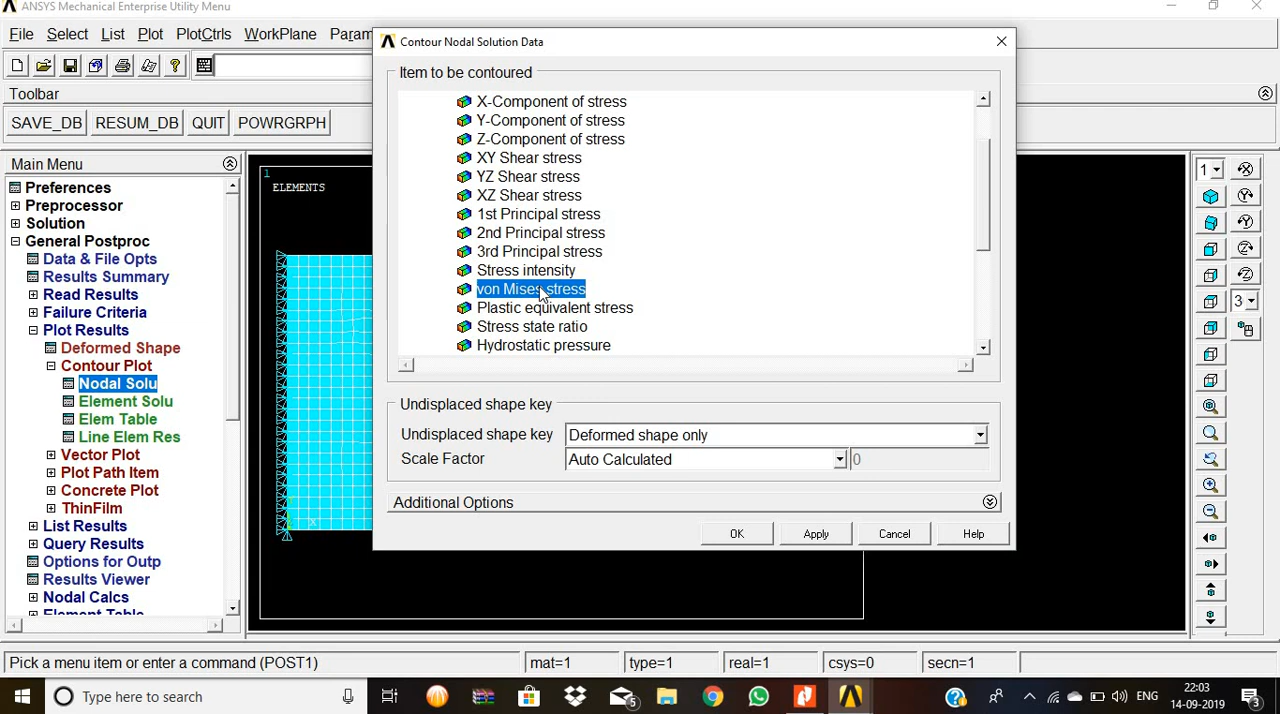 ANSYS Mechanical Enterprise Utility Menu
File Select List Plot PlotCtrls WorkPlane Param
Toolbar
SAVE_DB RESUM_DB QUIT POWRGRPH
Main Menu
Preferences
Preprocessor
Solution
General Postproc
Data & File Opts
Results Summary
Read Results
Failure Criteria
Plot Results
Deformed Shape
Contour Plot
Nodal Solu
Element Solu
Elem Table
Line Elem Res
Vector Plot
Plot Path Item
Concrete Plot
ThinFilm
List Results
Query Results
Options for Outp
Results Viewer
Nodal Calcs
Element Table
1
ELEMENTS
X
Contour Nodal Solution Data
Item to be contoured
X-Component of stress
Y-Component of stress
Z-Component of stress
XY Shear stress
YZ Shear stress
XZ Shear stress
1st Principal stress
2nd Principal stress
3rd Principal stress
Stress intensity
von Mises stress
Plastic equivalent stress
Stress state ratio
Hydrostatic pressure
Undisplaced shape key
Undisplaced shape key Deformed shape only
Scale Factor Auto Calculated 0
Additional Options
OK Apply Cancel Help
1
3
Pick a menu item or enter a command (POST1) mat=1 type=1 real=1 csys=0 secn=1
Type here to search 5 ENG 22:03
14-09-2019 3